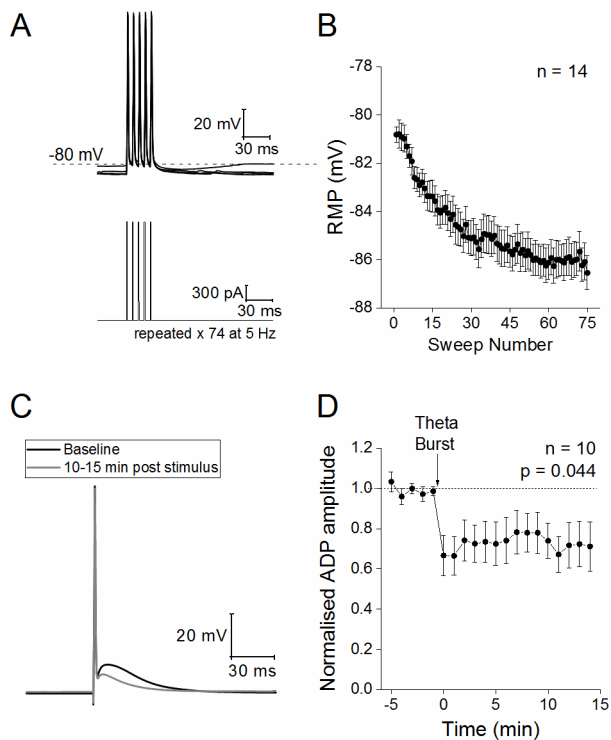 A
20 mV
30 ms
-80 mV
300 pA
30 ms
repeated x 74 at 5 Hz
B
n = 14
-78
-80
-82
-84
-86
-88
RMP (mV)
0
15
30
45
60
75
Sweep Number
C
Baseline
10-15 min post stimulus
20 mV
30 ms
D
Theta
Burst
n = 10
p = 0.044
1.2
1.0
0.8
0.6
0.4
0.2
0.0
Normalised ADP amplitude
-5
0
5
10
15
Time (min)